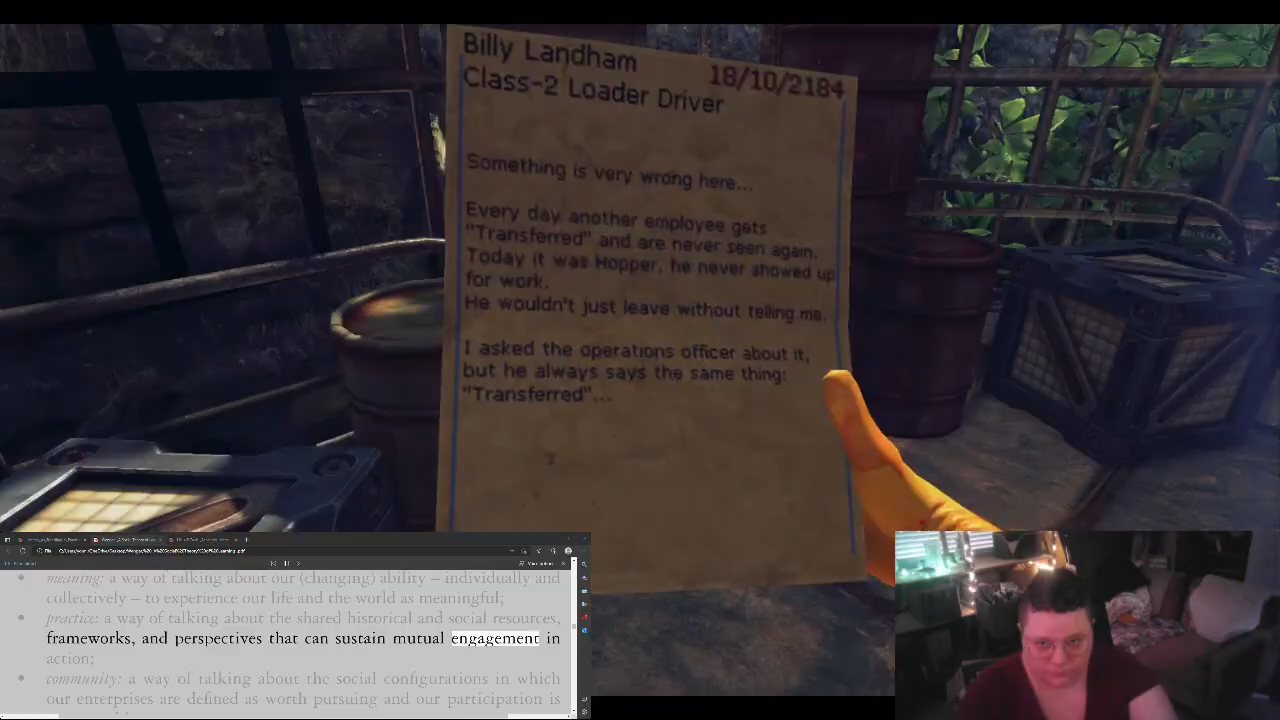 Billy Landham
18/10/2184
Class-2 Loader Driver
Something is very wrong here...
Every day another employee gets
"Transferred" and are never seen again.
Today it was Hopper, he never showed up
for work.
He wouldn't just leave without telling me.
I asked the operations officer about it,
but he always says the same thing:
"Transferred"...
• meaning: a way of talking about our (changing) ability – individually and
collectively – to experience our life and the world as meaningful;
• practice: a way of talking about the shared historical and social resources,
frameworks, and perspectives that can sustain mutual engagement in
action;
• community: a way of talking about the social configurations in which
our enterprises are defined as worth pursuing and our participation is